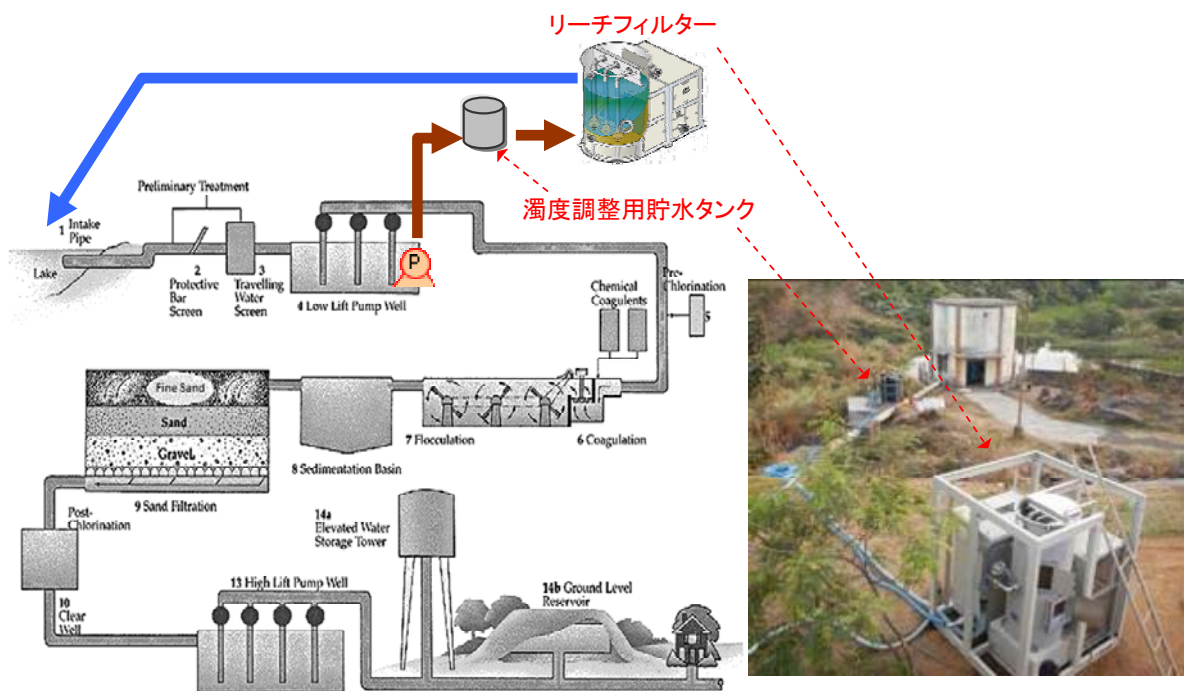 リーチフィルター
濁度調整用貯水タンク
Preliminary Treatment
1 Intake
Pipe
Lake
2
Protective
Bar
Screen
3
Travelling
Water
Screen
P
4 Low Lift Pump Well
Chemical
Coagulents
Pre-
Chlorination
5
Fine Sand
Sand
Gravel
9 Sand Filtration
8 Sedimentation Basin
7 Flocculation
6 Coagulation
Post-
Chlorination
10
Clear
Well
13 High Lift Pump Well
14a
Elevated Water
Storage Tower
14b Ground Level
Reservoir